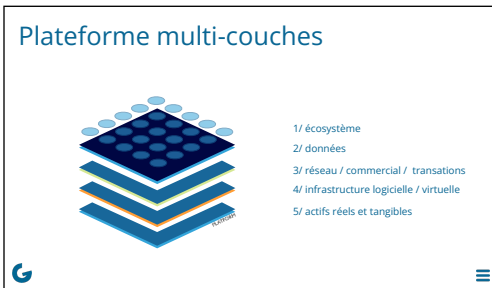 Plateforme multi-couches
1/ écosystème
2/ données
3/ réseau / commercial / transations
4/ infrastructure logicielle / virtuelle
5/ actifs réels et tangibles
PLATFORM